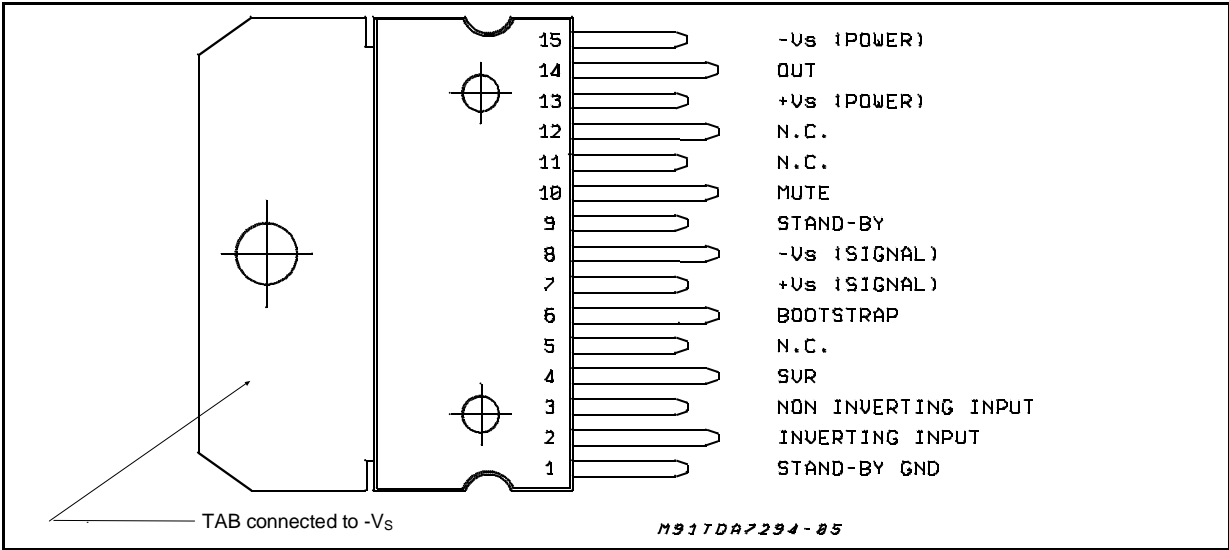 15 -Vs (POWER)
14 OUT
13 +Vs (POWER)
12 N.C.
11 N.C.
10 MUTE
9 STAND-BY
8 -Vs (SIGNAL)
7 +Vs (SIGNAL)
6 BOOTSTRAP
5 N.C.
4 SVR
3 NON INVERTING INPUT
2 INVERTING INPUT
1 STAND-BY GND
TAB connected to -VS
M91TDA7294-05